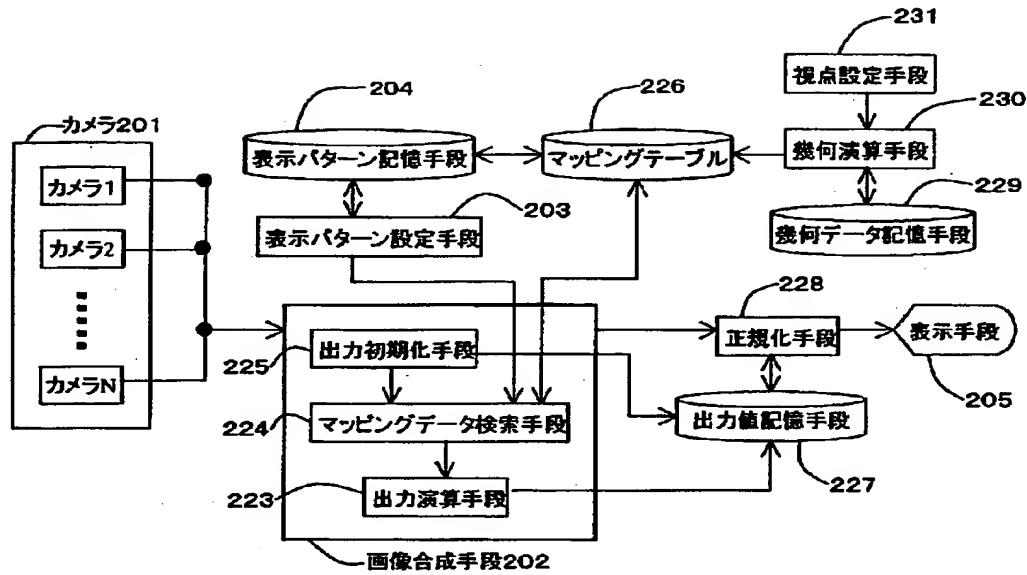 231
視点設定手段
204
226
230
カメラ201
表示パターン記憶手段
マッピングテーブル
幾何演算手段
カメラ1
203
229
表示パターン設定手段
幾何データ記憶手段
カメラ2
228
正規化手段
表示手段
225
出力初期化手段
205
カメラN
224
マッピングデータ検索手段
出力値記憶手段
223
出力演算手段
227
画像合成手段202